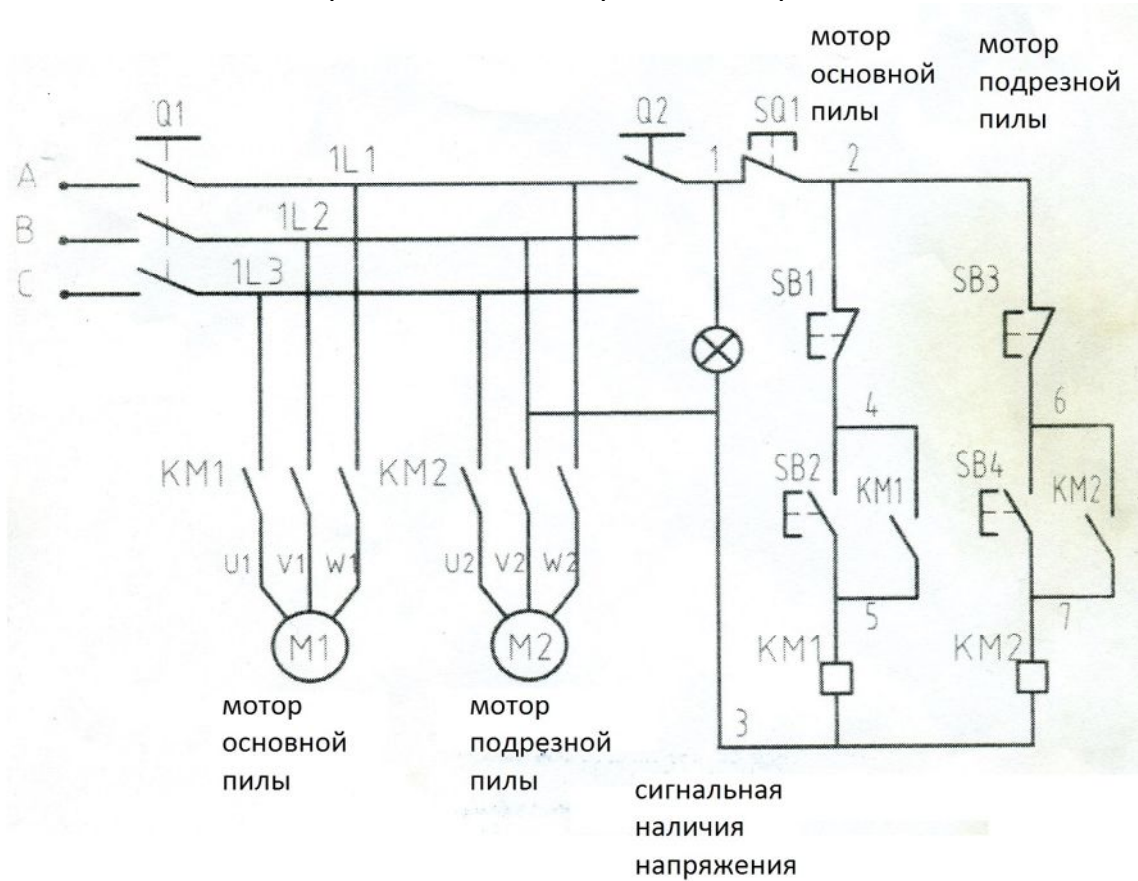 мотор
основной
пилы
мотор
подрезной
пилы
Q1
Q2
SQ1
A
1L1
1
2
B
1L2
C
1L3
SB1
SB3
4
6
KM1
KM2
SB2
KM1
SB4
KM2
U1 V1 W1
U2 V2 W2
5
7
M1
M2
KM1
KM2
3
мотор
основной
пилы
мотор
подрезной
пилы
сигнальная
наличия
напряжения